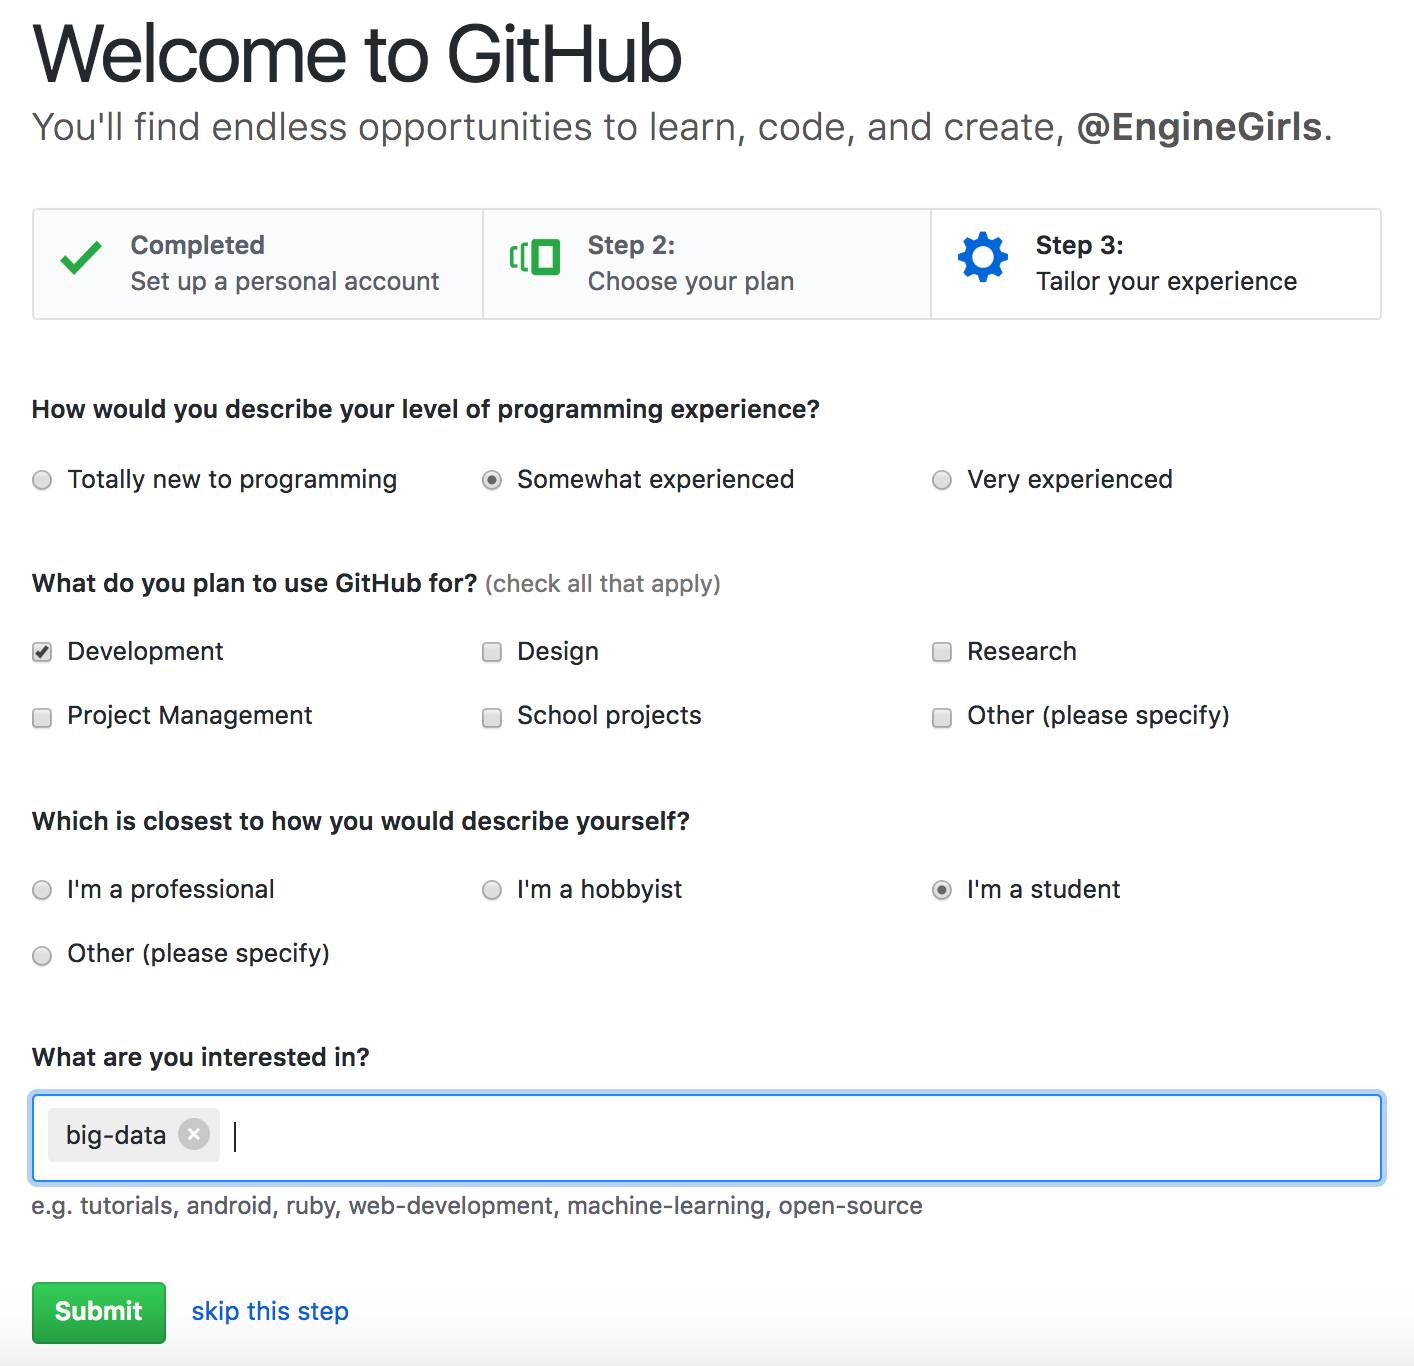 Welcome to GitHub
You'll find endless opportunities to learn, code, and create, @EngineGirls.
Completed
Set up a personal account
Step 2:
Choose your plan
Step 3:
Tailor your experience
How would you describe your level of programming experience?
Totally new to programming
Somewhat experienced
Very experienced
What do you plan to use GitHub for? (check all that apply)
Development
Design
Research
Project Management
School projects
Other (please specify)
Which is closest to how you would describe yourself?
I'm a professional
I'm a hobbyist
I'm a student
Other (please specify)
What are you interested in?
big-data
e.g. tutorials, android, ruby, web-development, machine-learning, open-source
Submit
skip this step